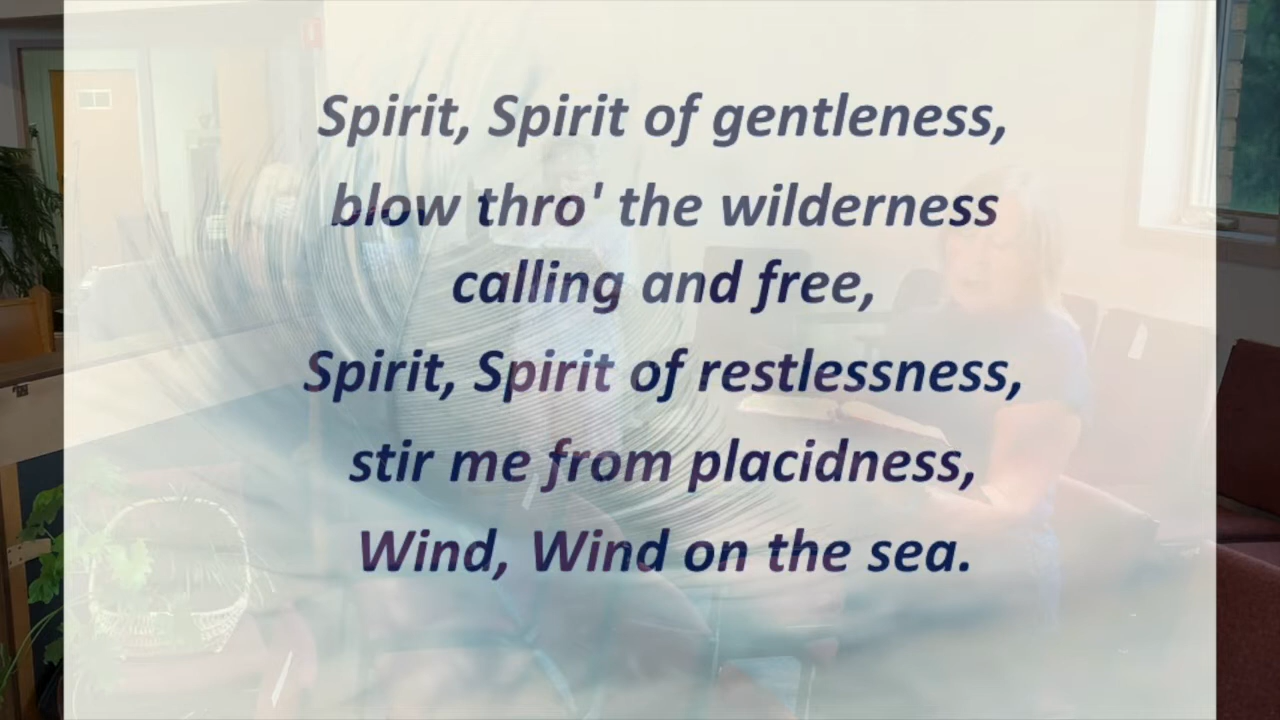 Spirit, Spirit of gentleness,
blow thro' the wilderness
calling and free,
Spirit, Spirit of restlessness,
stir me from placidness,
Wind, Wind on the sea.